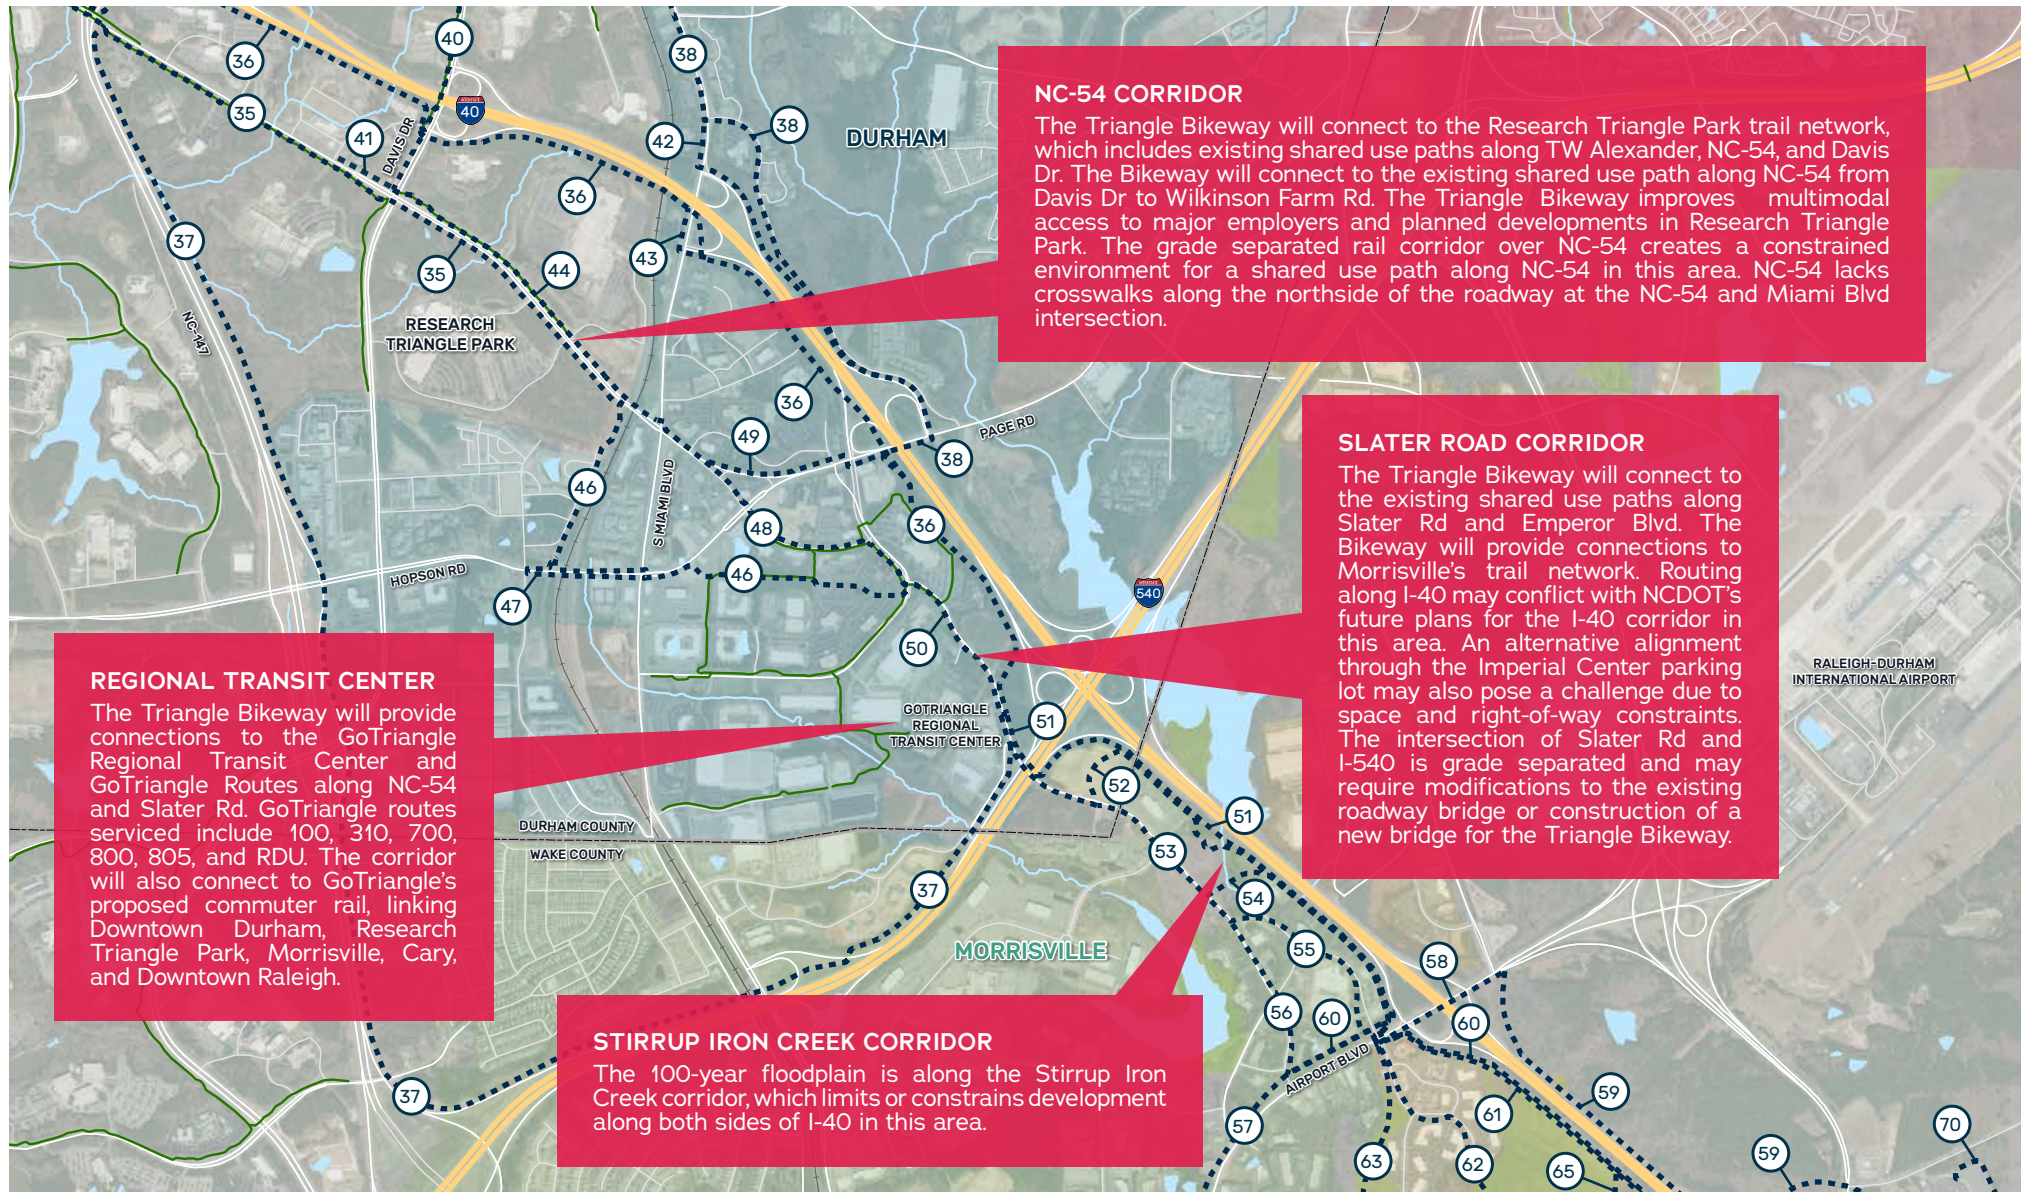 40
38
36
40
35
41
DAVIS DR
42
38
DURHAM
36
37
43
35
44
NC-147
RESEARCH
TRIANGLE PARK
NC-54 CORRIDOR
The Triangle Bikeway will connect to the Research Triangle Park trail network,
which includes existing shared use paths along TW Alexander, NC-54, and Davis
Dr. The Bikeway will connect to the existing shared use path along NC-54 from
Davis Dr to Wilkinson Farm Rd. The Triangle Bikeway improves multimodal
access to major employers and planned developments in Research Triangle
Park. The grade separated rail corridor over NC-54 creates a constrained
environment for a shared use path along NC-54 in this area. NC-54 lacks
crosswalks along the northside of the roadway at the NC-54 and Miami Blvd
intersection.
36
49
PAGE RD
38
46
S MIAMI BLVD
48
36
HOPSON RD
46
47
50
540
SLATER ROAD CORRIDOR
The Triangle Bikeway will connect to
the existing shared use paths along
Slater Rd and Emperor Blvd. The
Bikeway will provide connections to
Morrisville's trail network. Routing
along I-40 may conflict with NCDOT's
future plans for the I-40 corridor in
this area. An alternative alignment
through the Imperial Center parking
lot may also pose a challenge due to
space and right-of-way constraints.
The intersection of Slater Rd and
I-540 is grade separated and may
require modifications to the existing
roadway bridge or construction of a
new bridge for the Triangle Bikeway.
RALEIGH-DURHAM
INTERNATIONAL AIRPORT
REGIONAL TRANSIT CENTER
The Triangle Bikeway will provide
connections to the GoTriangle
Regional Transit Center and
GoTriangle Routes along NC-54
and Slater Rd. GoTriangle routes
serviced include 100, 310, 700,
800, 805, and RDU. The corridor
will also connect to GoTriangle's
proposed commuter rail, linking
Downtown Durham, Research
Triangle Park, Morrisville, Cary,
and Downtown Raleigh.
GOTRIANGLE
REGIONAL
TRANSIT CENTER
51
52
DURHAM COUNTY
WAKE COUNTY
51
53
37
54
MORRISVILLE
55
58
56
60
60
AIRPORT BLVD
STIRRUP IRON CREEK CORRIDOR
The 100-year floodplain is along the Stirrup Iron
Creek corridor, which limits or constrains development
along both sides of I-40 in this area.
37
57
61
59
63
62
65
59
70